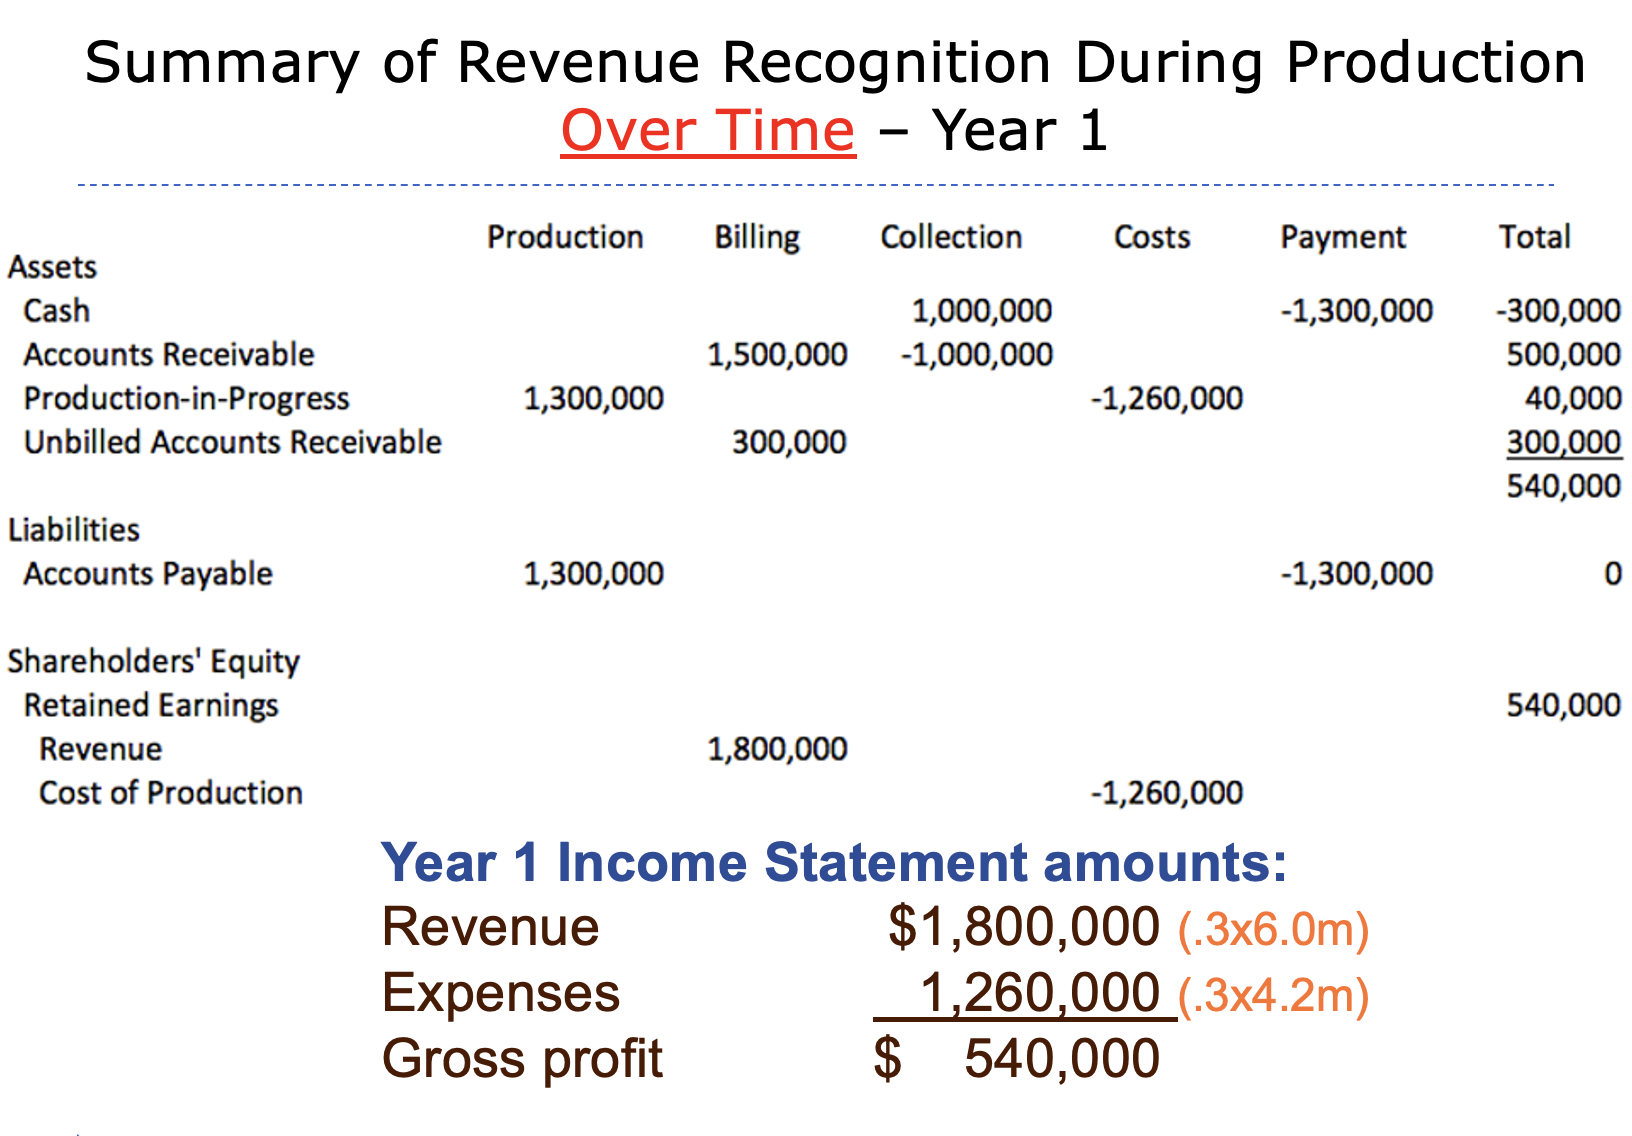 Summary of Revenue Recognition During Production
Over Time – Year 1
Production Billing Collection Costs Payment Total
Assets
Cash 1,000,000 -1,300,000 -300,000
Accounts Receivable 1,500,000 -1,000,000 500,000
Production-in-Progress 1,300,000 -1,260,000 40,000
Unbilled Accounts Receivable 300,000 300,000
540,000
Liabilities
Accounts Payable 1,300,000 -1,300,000 0
Shareholders' Equity
Retained Earnings 540,000
Revenue 1,800,000
Cost of Production -1,260,000
Year 1 Income Statement amounts:
Revenue $1,800,000 (.3x6.0m)
Expenses 1,260,000 (.3x4.2m)
Gross profit $ 540,000